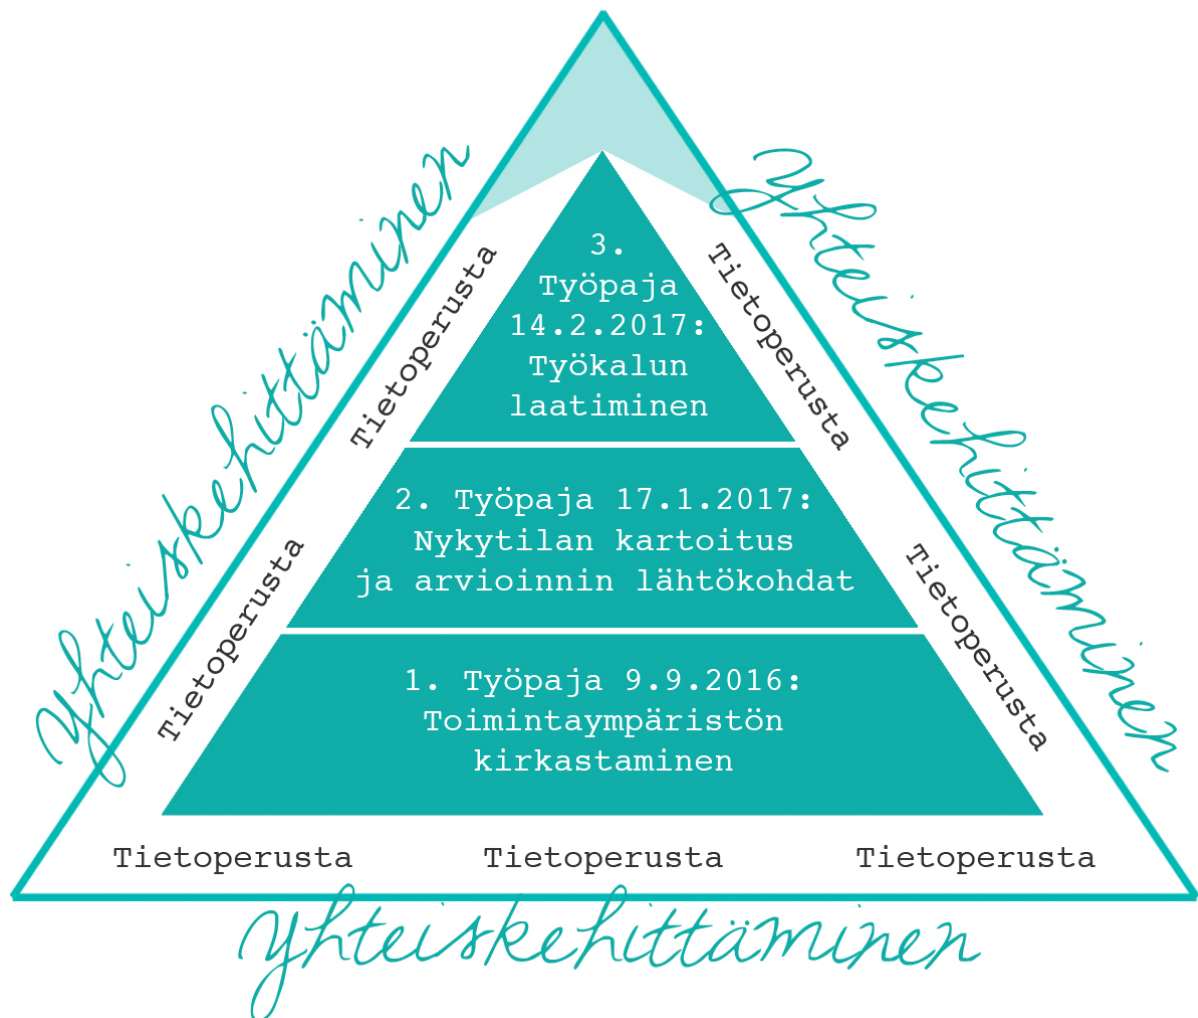 Yhteiskehittäminen
Yhteiskehittäminen
Tietoperusta
Tietoperusta
3.
Työpaja
14.2.2017:
Työkalun
laatiminen
2. Työpaja 17.1.2017:
Nykytilan kartoitus
ja arvioinnin lähtökohdat
Tietoperusta
Tietoperusta
1. Työpaja 9.9.2016:
Toimintaympäristön
kirkastaminen
Tietoperusta Tietoperusta Tietoperusta
Yhteiskehittäminen